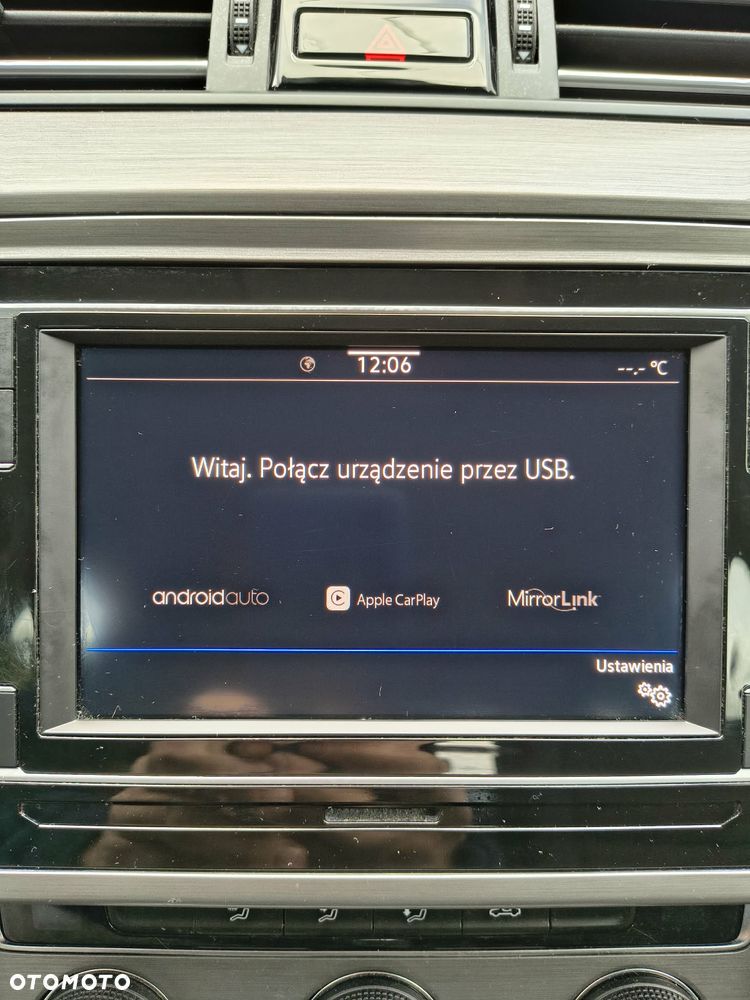 12:06
--.- °C
Witaj. Połącz urządzenie przez USB.
androidauto
Apple CarPlay
MirrorLink
Ustawienia
OTOMOTO